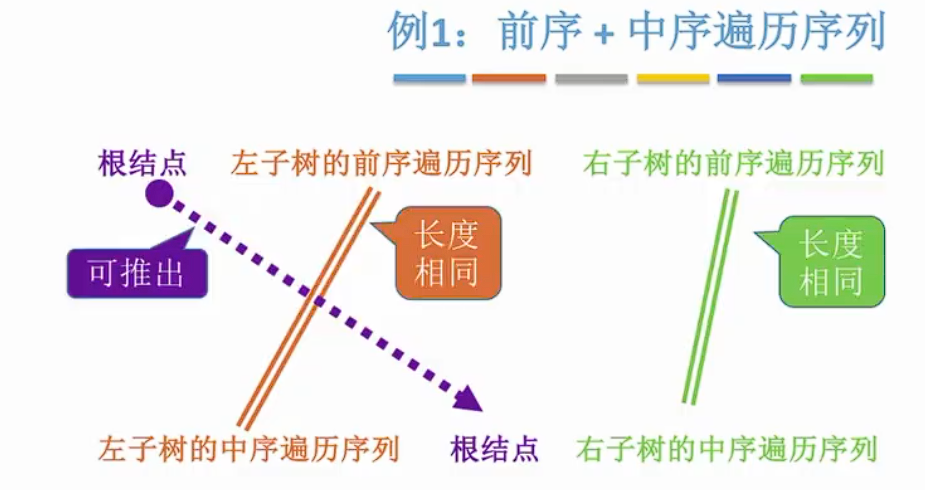 例1：前序 + 中序遍历序列
根结点 左子树的前序遍历序列 右子树的前序遍历序列
可推出
长度
相同
长度
相同
左子树的中序遍历序列 根结点 右子树的中序遍历序列